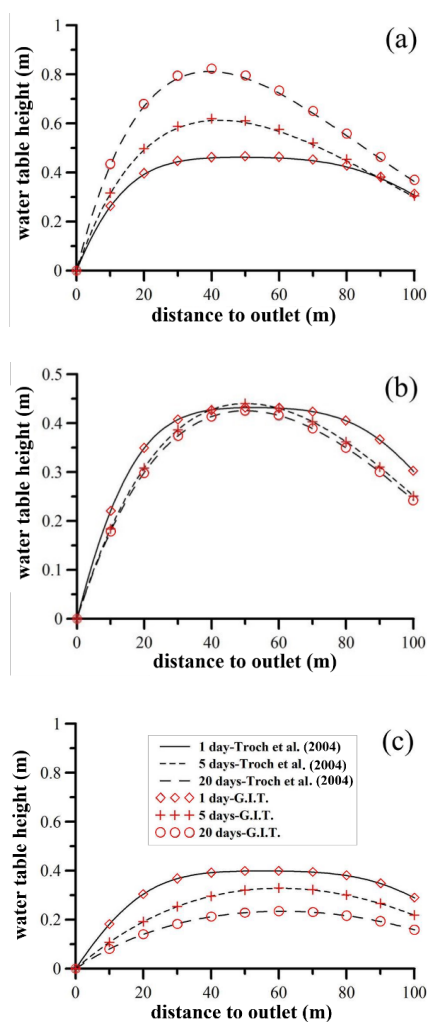 (a)
water table height (m)
1
0.8
0.6
0.4
0.2
0
0 20 40 60 80 100
distance to outlet (m)
(b)
water table height (m)
0.5
0.4
0.3
0.2
0.1
0
0 20 40 60 80 100
distance to outlet (m)
(c)
water table height (m)
1
0.8
0.6
0.4
0.2
0
1 day-Troch et al. (2004)
5 days-Troch et al. (2004)
20 days-Troch et al. (2004)
1 day-G.I.T.
5 days-G.I.T.
20 days-G.I.T.
0 20 40 60 80 100
distance to outlet (m)